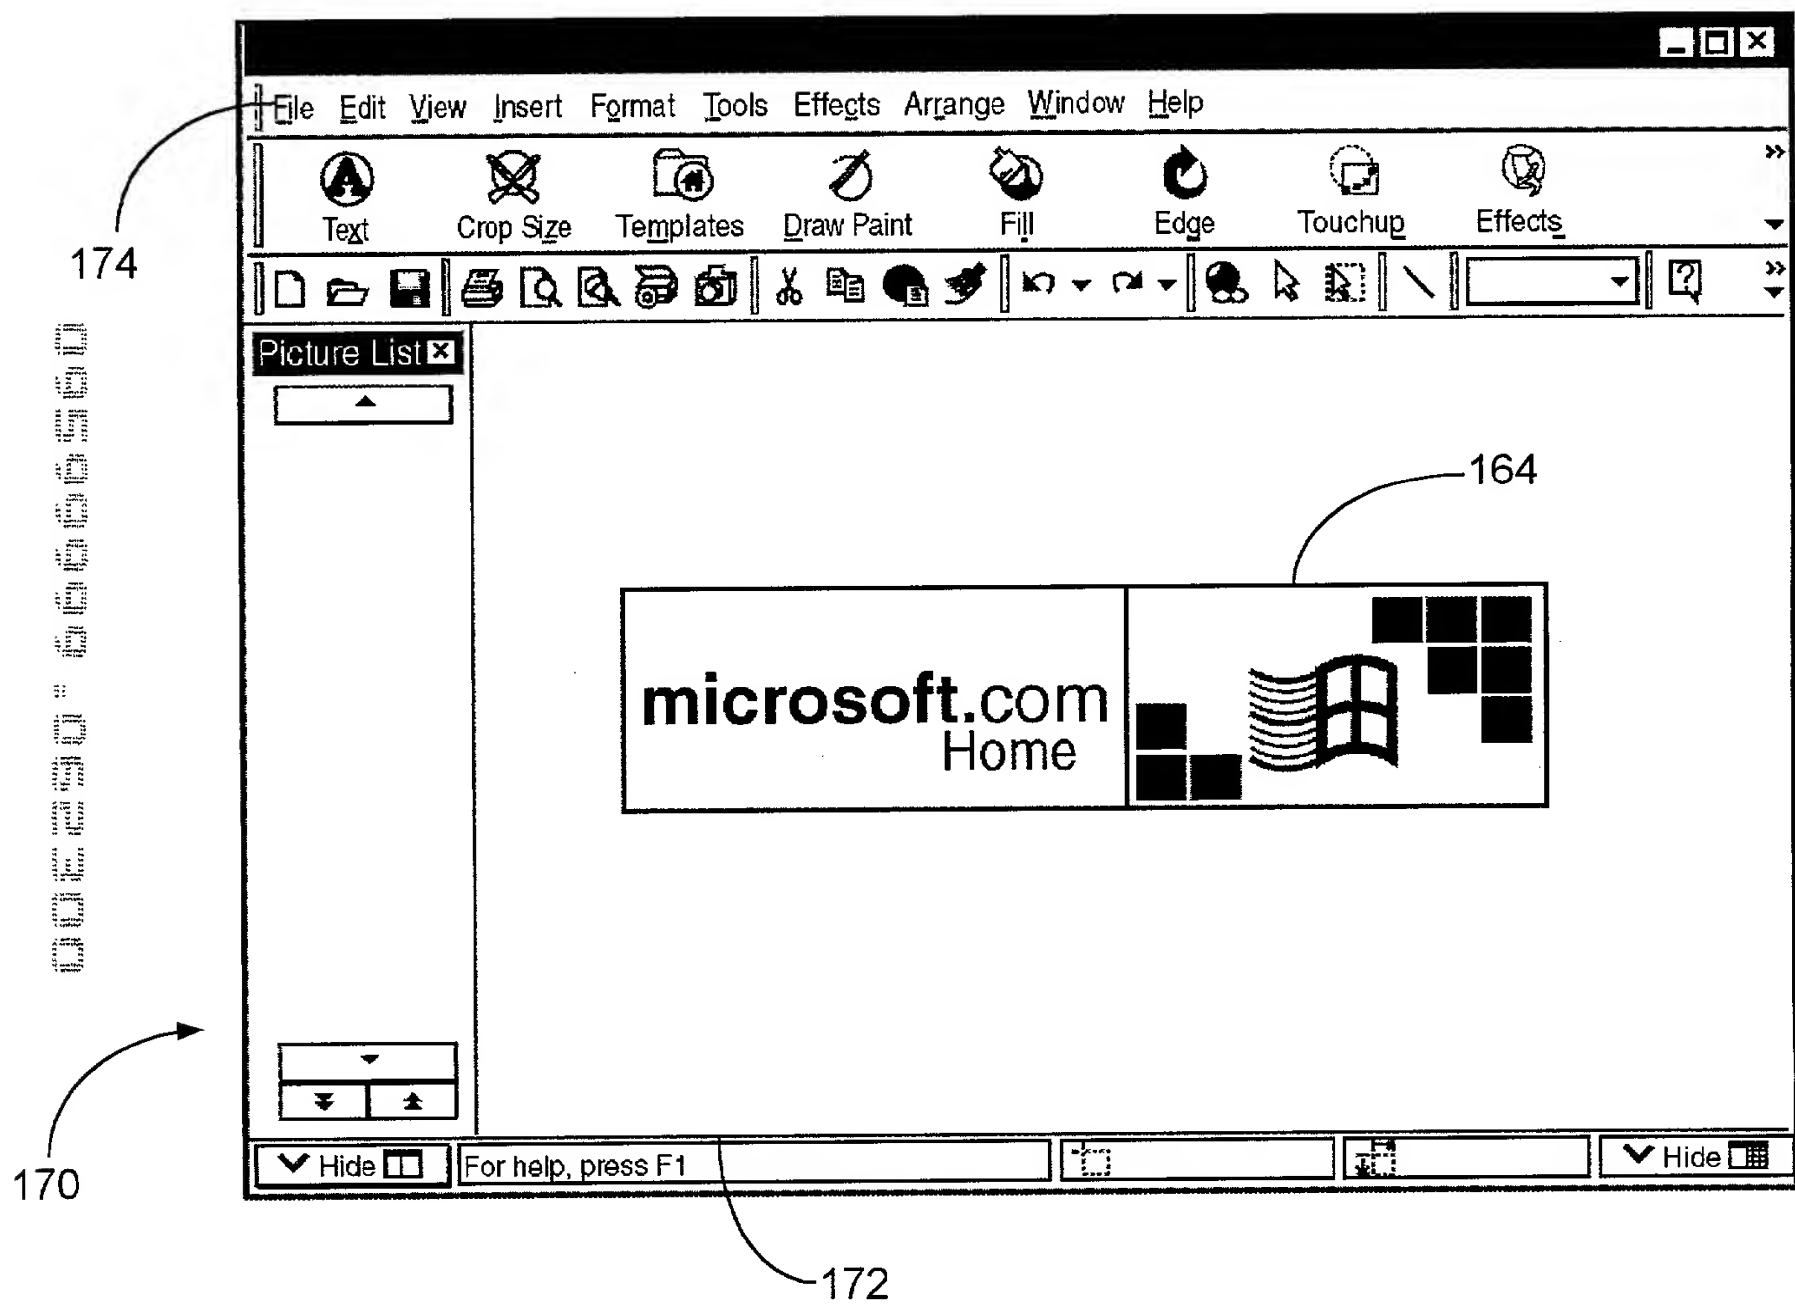 File Edit View Insert Format Tools Effects Arrange Window Help
Text Crop Size Templates Draw Paint Fill Edge Touchup Effects
174
Picture List
164
microsoft.com
Home
170
Hide For help, press F1 Hide
172